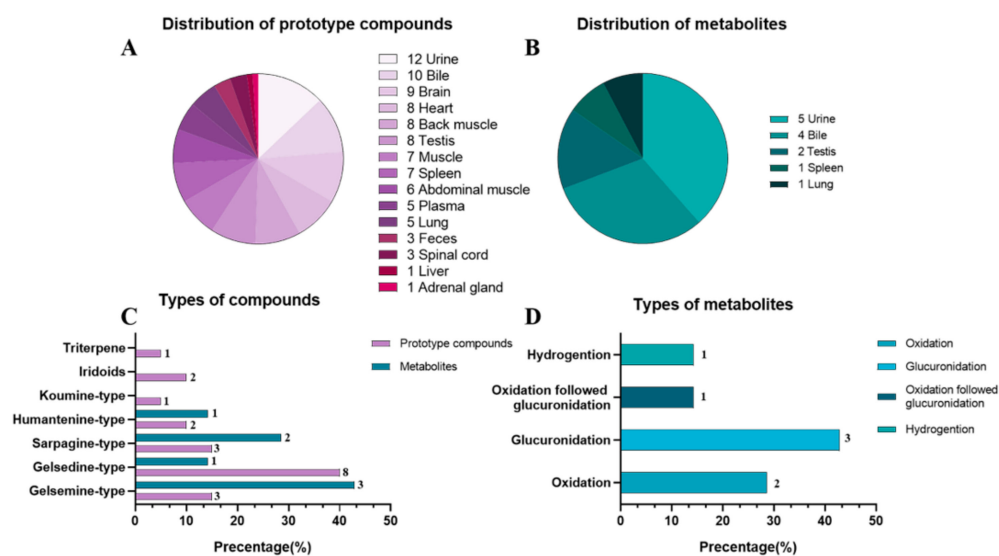 Distribution of prototype compounds
A
12 Urine
10 Bile
9 Brain
8 Heart
8 Back muscle
8 Testis
7 Muscle
7 Spleen
6 Abdominal muscle
5 Plasma
5 Lung
3 Feces
3 Spinal cord
1 Liver
1 Adrenal gland
Distribution of metabolites
B
5 Urine
4 Bile
2 Testis
1 Spleen
1 Lung
Types of compounds
C
Prototype compounds
Metabolites
Triterpene
1
Iridoids
2
Koumine-type
1
Humantenine-type
1
2
Sarpagine-type
2
3
Gelsedine-type
1
8
Gelsemine-type
3
3
0 10 20 30 40 50
Precentage(%)
Types of metabolites
D
Oxidation
Glucuronidation
Oxidation followed
glucuronidation
Hydrogention
Hydrogention
1
Oxidation followed
glucuronidation
1
Glucuronidation
3
Oxidation
2
0 10 20 30 40 50
Precentage(%)